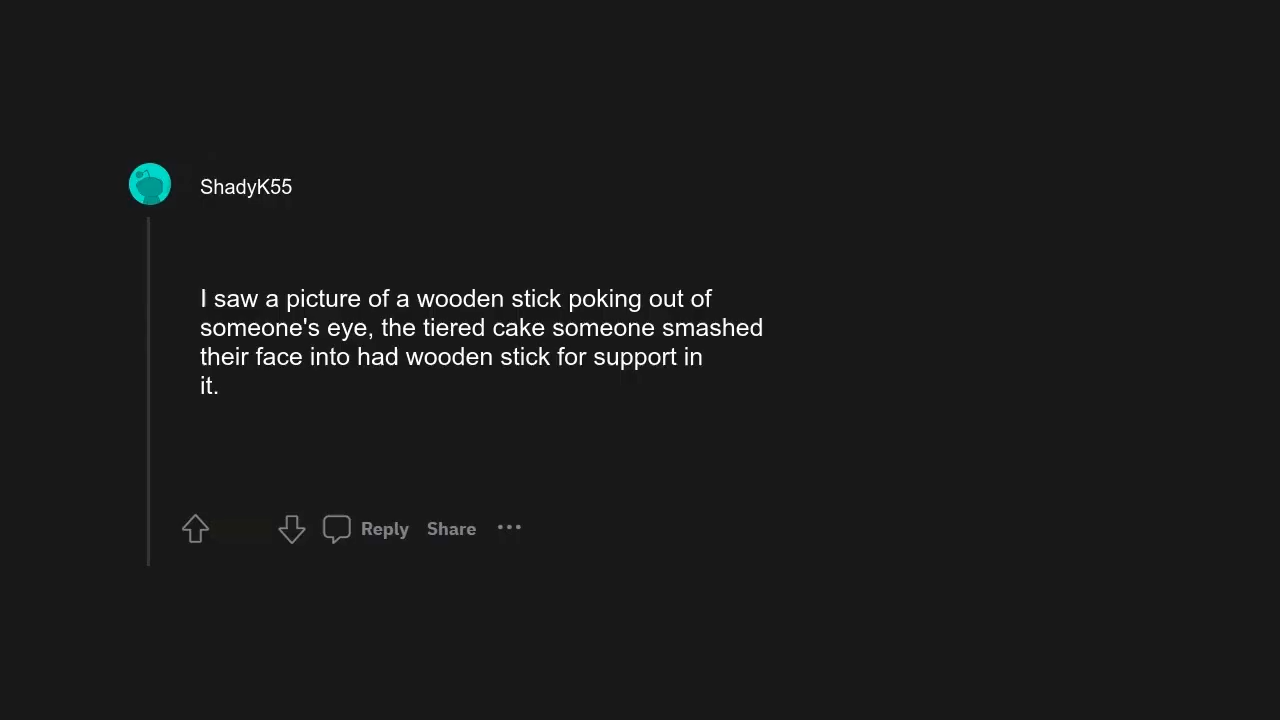 ShadyK55
I saw a picture of a wooden stick poking out of
someone's eye, the tiered cake someone smashed
their face into had wooden stick for support in
it.
Reply Share